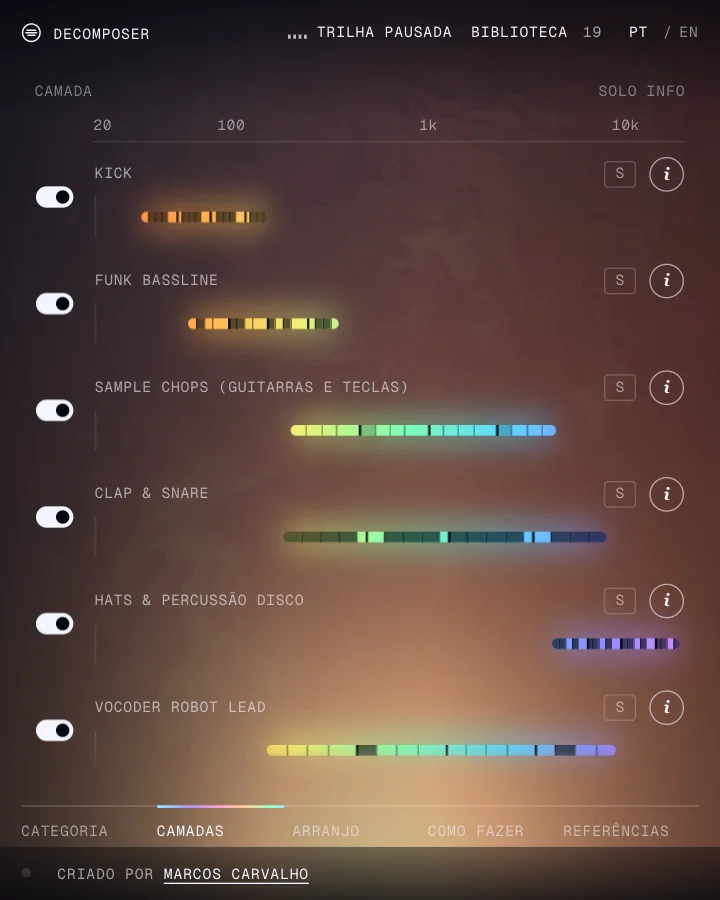 DECOMPOSER
TRILHA PAUSADA BIBLIOTECA 19 PT / EN
CAMADA SOLO INFO
20 100 1k 10k
KICK S i
FUNK BASSLINE S i
SAMPLE CHOPS (GUITARRAS E TECLAS) S i
CLAP & SNARE S i
HATS & PERCUSSÃO DISCO S i
VOCODER ROBOT LEAD S i
CATEGORIA CAMADAS ARRANJO COMO FAZER REFERÊNCIAS
CRIADO POR MARCOS CARVALHO